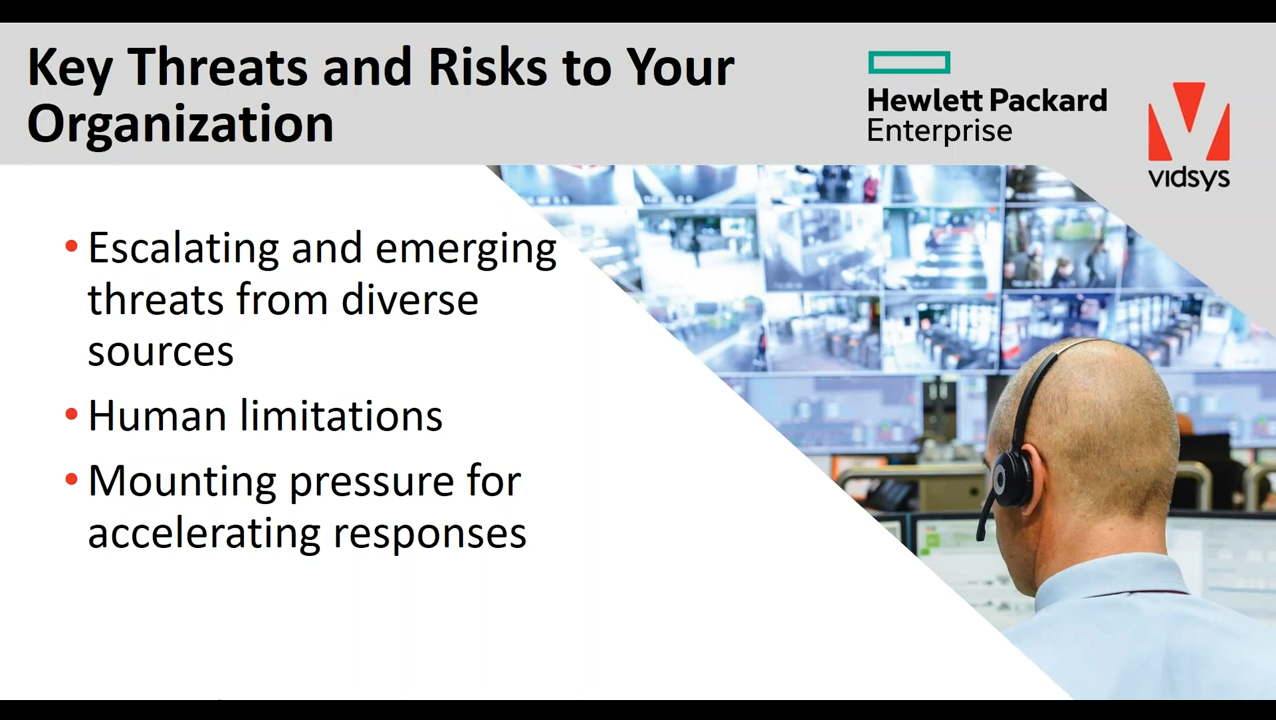 Key Threats and Risks to Your
Organization
Hewlett Packard
Enterprise
vidsys
• Escalating and emerging
threats from diverse
sources
• Human limitations
• Mounting pressure for
accelerating responses